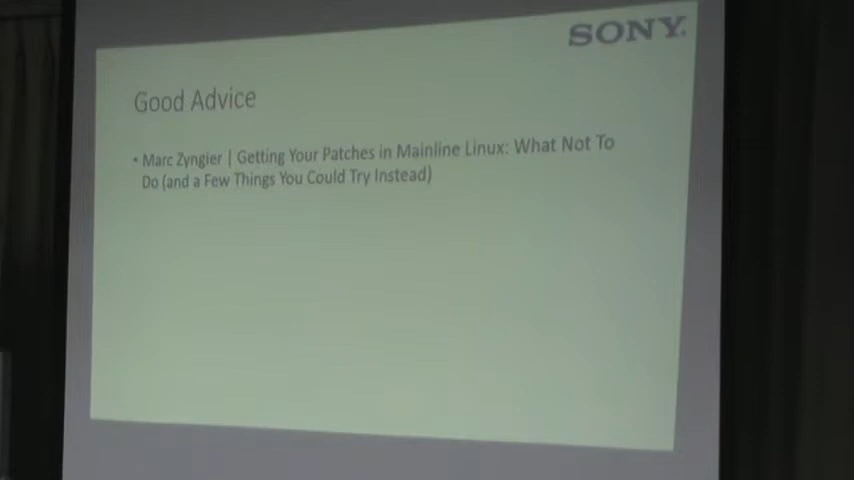 SONY
Good Advice
• Marc Zyngier | Getting Your Patches in Mainline Linux: What Not To
Do (and a Few Things You Could Try Instead)